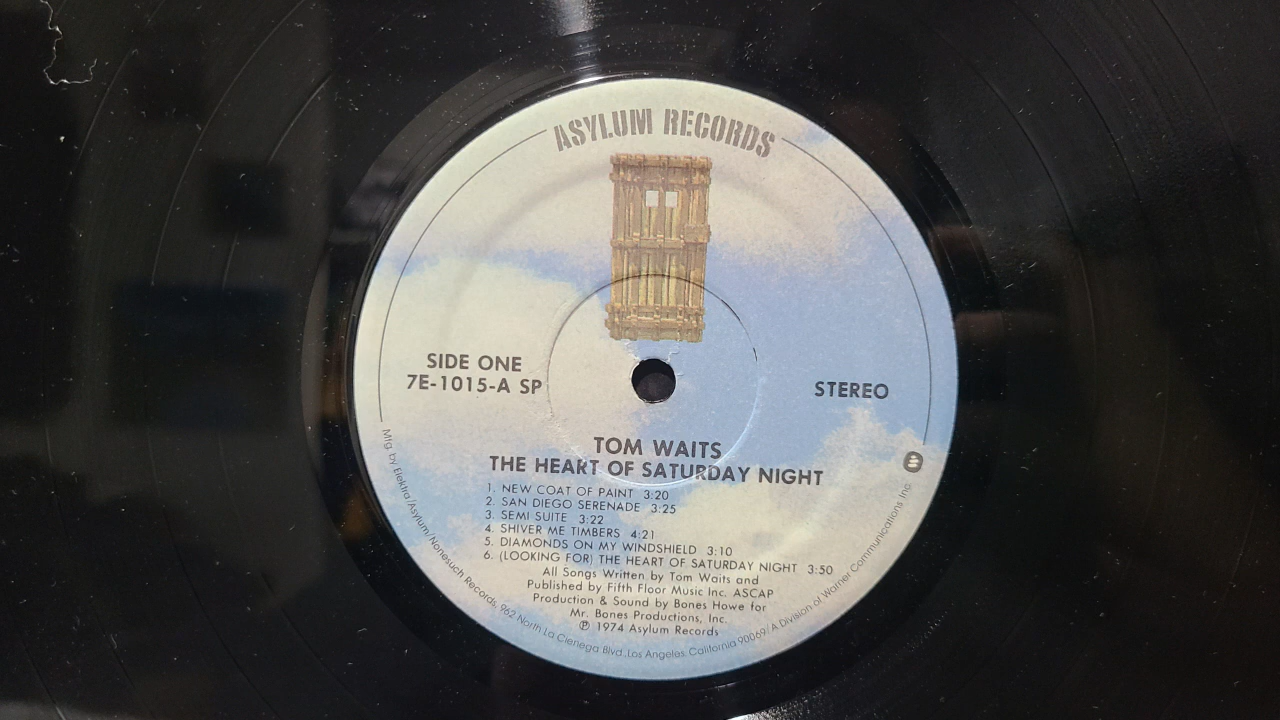 ASYLUM RECORDS
SIDE ONE
7E-1015-A SP
STEREO
TOM WAITS
THE HEART OF SATURDAY NIGHT
1. NEW COAT OF PAINT 3:20
2. SAN DIEGO SERENADE 3:25
3. SEMI SUITE 3:22
4. SHIVER ME TIMBERS 4:21
5. DIAMONDS ON MY WINDSHIELD 3:10
6. (LOOKING FOR) THE HEART OF SATURDAY NIGHT 3:50
All Songs Written by Tom Waits and
Published by Fifth Floor Music Inc. ASCAP
Production & Sound by Bones Howe for
Mr. Bones Productions, Inc.
℗ 1974 Asylum Records
Mfg. by Elektra/Asylum/Nonesuch Records, 962 North La Cienega Blvd., Los Angeles, California 90069/A Division of Warner Communications Inc.